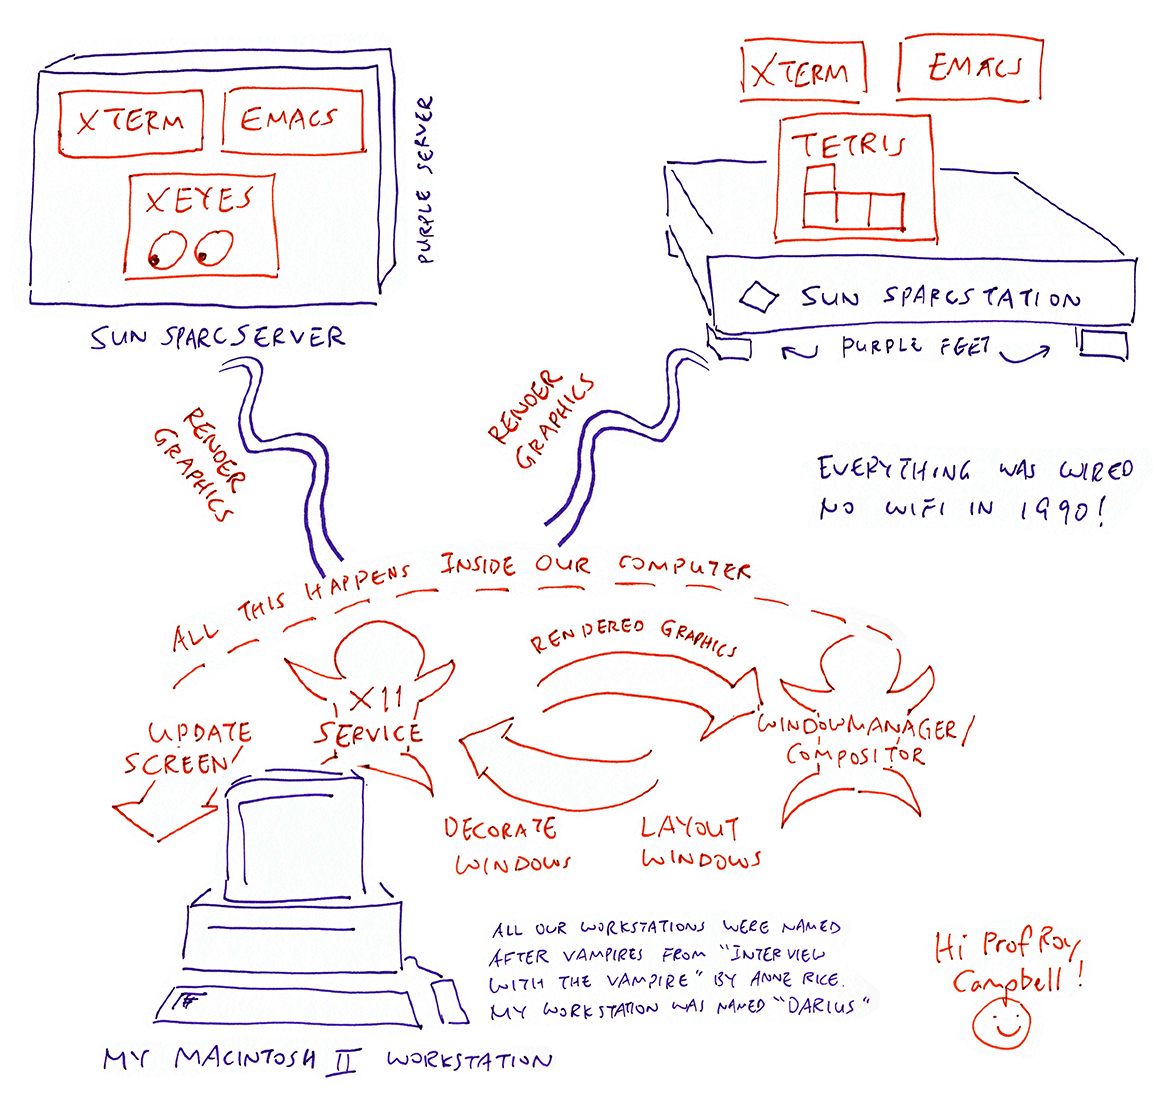 XTERM
EMACS
XEYES
PURPLE SERVER
SUN SPARCSERVER
XTERM
EMACS
TETRIS
SUN SPARCSTATION
PURPLE FEET
RENDER
GRAPHICS
RENDER
GRAPHICS
EVERYTHING WAS WIRED
NO WIFI IN 1990!
ALL THIS HAPPENS INSIDE OUR COMPUTER
X11
SERVICE
RENDERED GRAPHICS
WINDOWMANAGER/
COMPOSITOR
UPDATE
SCREEN/
DECORATE
WINDOWS
LAYOUT
WINDOWS
ALL OUR WORKSTATIONS WERE NAMED
AFTER VAMPIRES FROM "INTERVIEW
WITH THE VAMPIRE" BY ANNE RICE.
MY WORKSTATION WAS NAMED "DARIUS"
Hi Prof Roy
Campbell!
MY MACINTOSH II WORKSTATION